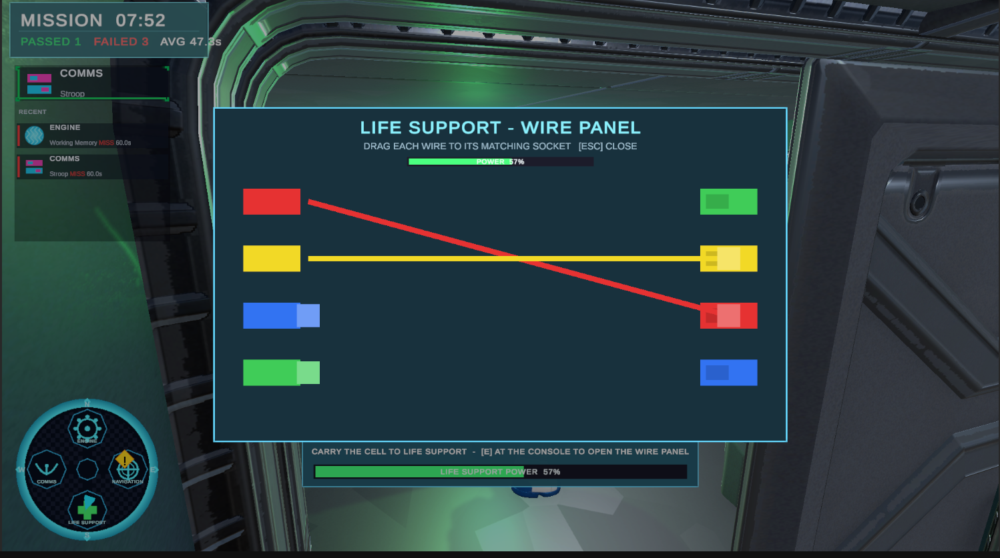 MISSION 07:52
PASSED 1 FAILED 3 AVG 47.3s
COMMS
Stroop
RECENT
ENGINE
Working Memory MISS 60.0s
COMMS
Stroop MISS 60.0s
LIFE SUPPORT - WIRE PANEL
DRAG EACH WIRE TO ITS MATCHING SOCKET [ESC] CLOSE
POWER 57%
CARRY THE CELL TO LIFE SUPPORT - [E] AT THE CONSOLE TO OPEN THE WIRE PANEL
LIFE SUPPORT POWER 57%
N
ENGINE
W
COMMS
!
NAVIGATION
E
LIFE SUPPORT
S